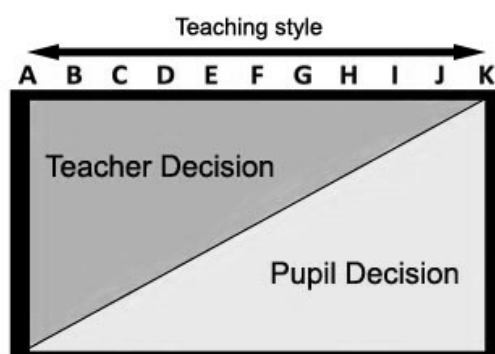 Teaching style
A B C D E F G H I J K
Teacher Decision
Pupil Decision